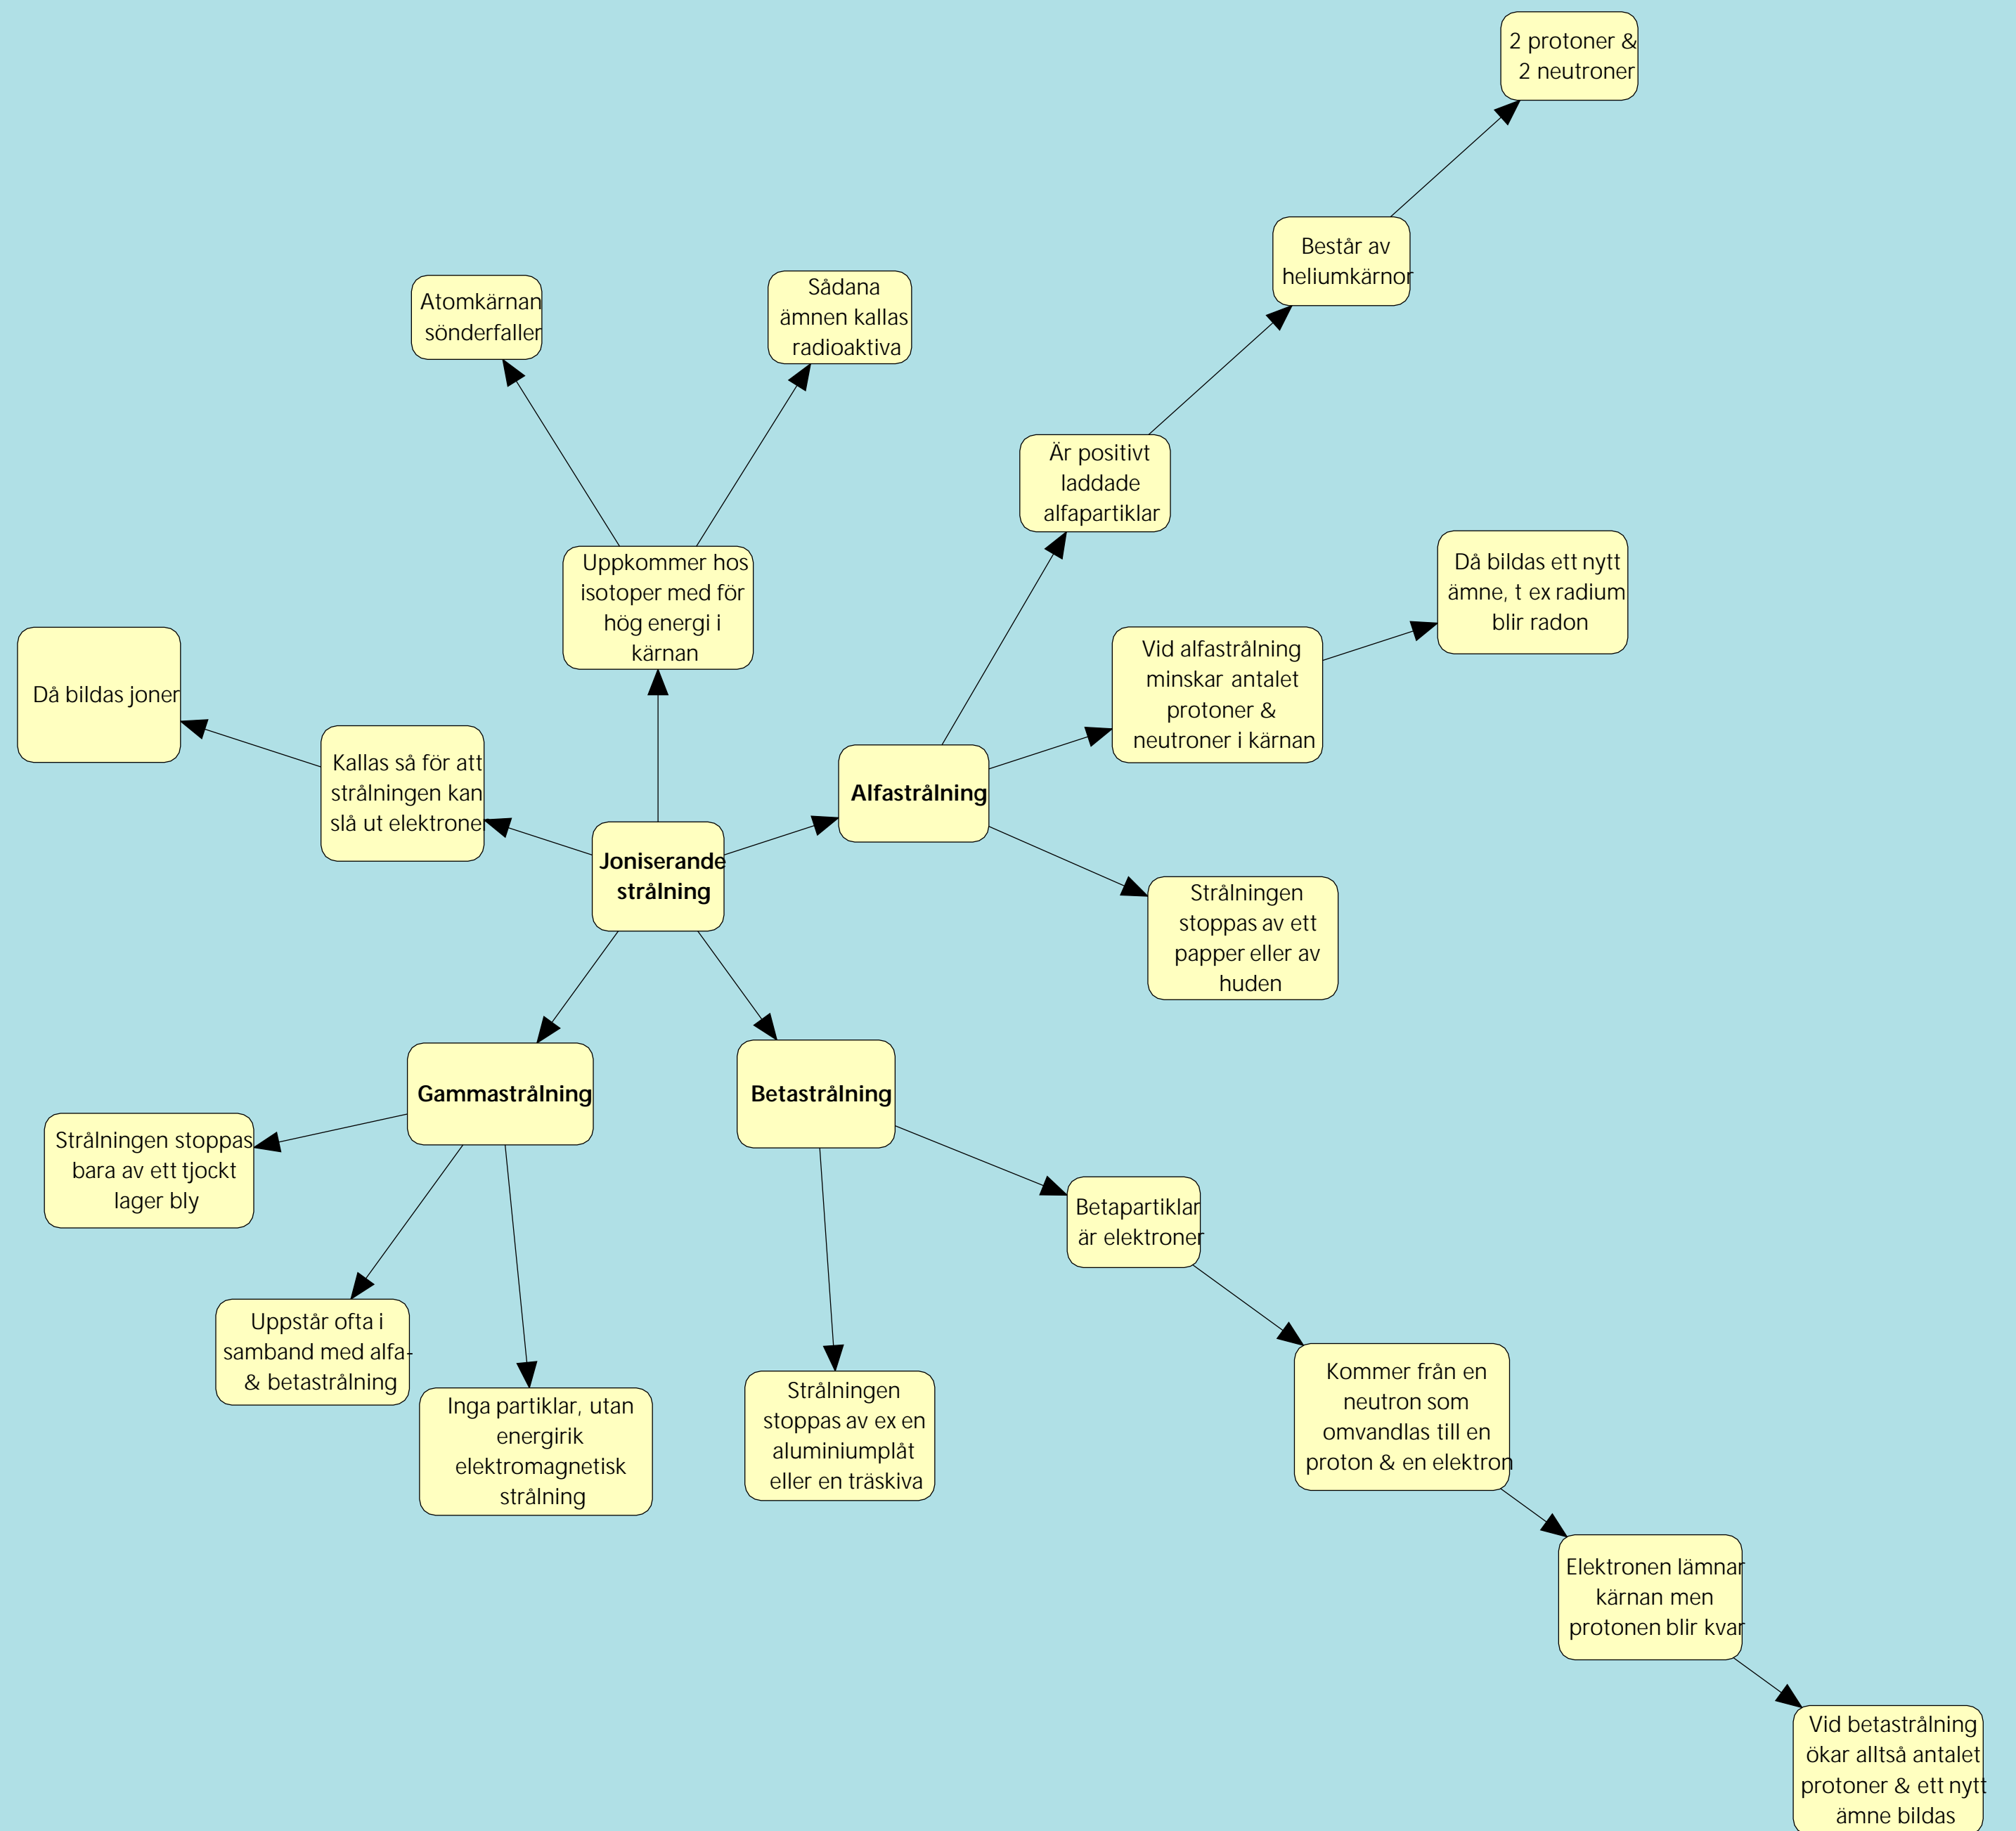 2 protoner &
2 neutroner
Består av
heliumkärnor
Atomkärnan
sönderfaller
Sådana
ämnen kallas
radioaktiva
Är positivt
laddade
alfapartiklar
Uppkommer hos
isotoper med för
hög energi i
kärnan
Då bildas ett nytt
ämne, t ex radium
blir radon
Vid alfastrålning
minskar antalet
protoner &
neutroner i kärnan
Då bildas joner
Kallas så för att
strålningen kan
slå ut elektroner
Alfastrålning
Joniserande
strålning
Strålningen
stoppas av ett
papper eller av
huden
Gammastrålning
Betastrålning
Strålningen stoppas
bara av ett tjockt
lager bly
Betapartiklar
är elektroner
Uppstår ofta i
samband med alfa-
& betastrålning
Inga partiklar, utan
energirik
elektromagnetisk
strålning
Strålningen
stoppas av ex en
aluminiumplåt
eller en träskiva
Kommer från en
neutron som
omvandlas till en
proton & en elektron
Elektronen lämnar
kärnan men
protonen blir kvar
Vid betastrålning
ökar alltså antalet
protoner & ett nytt
ämne bildas